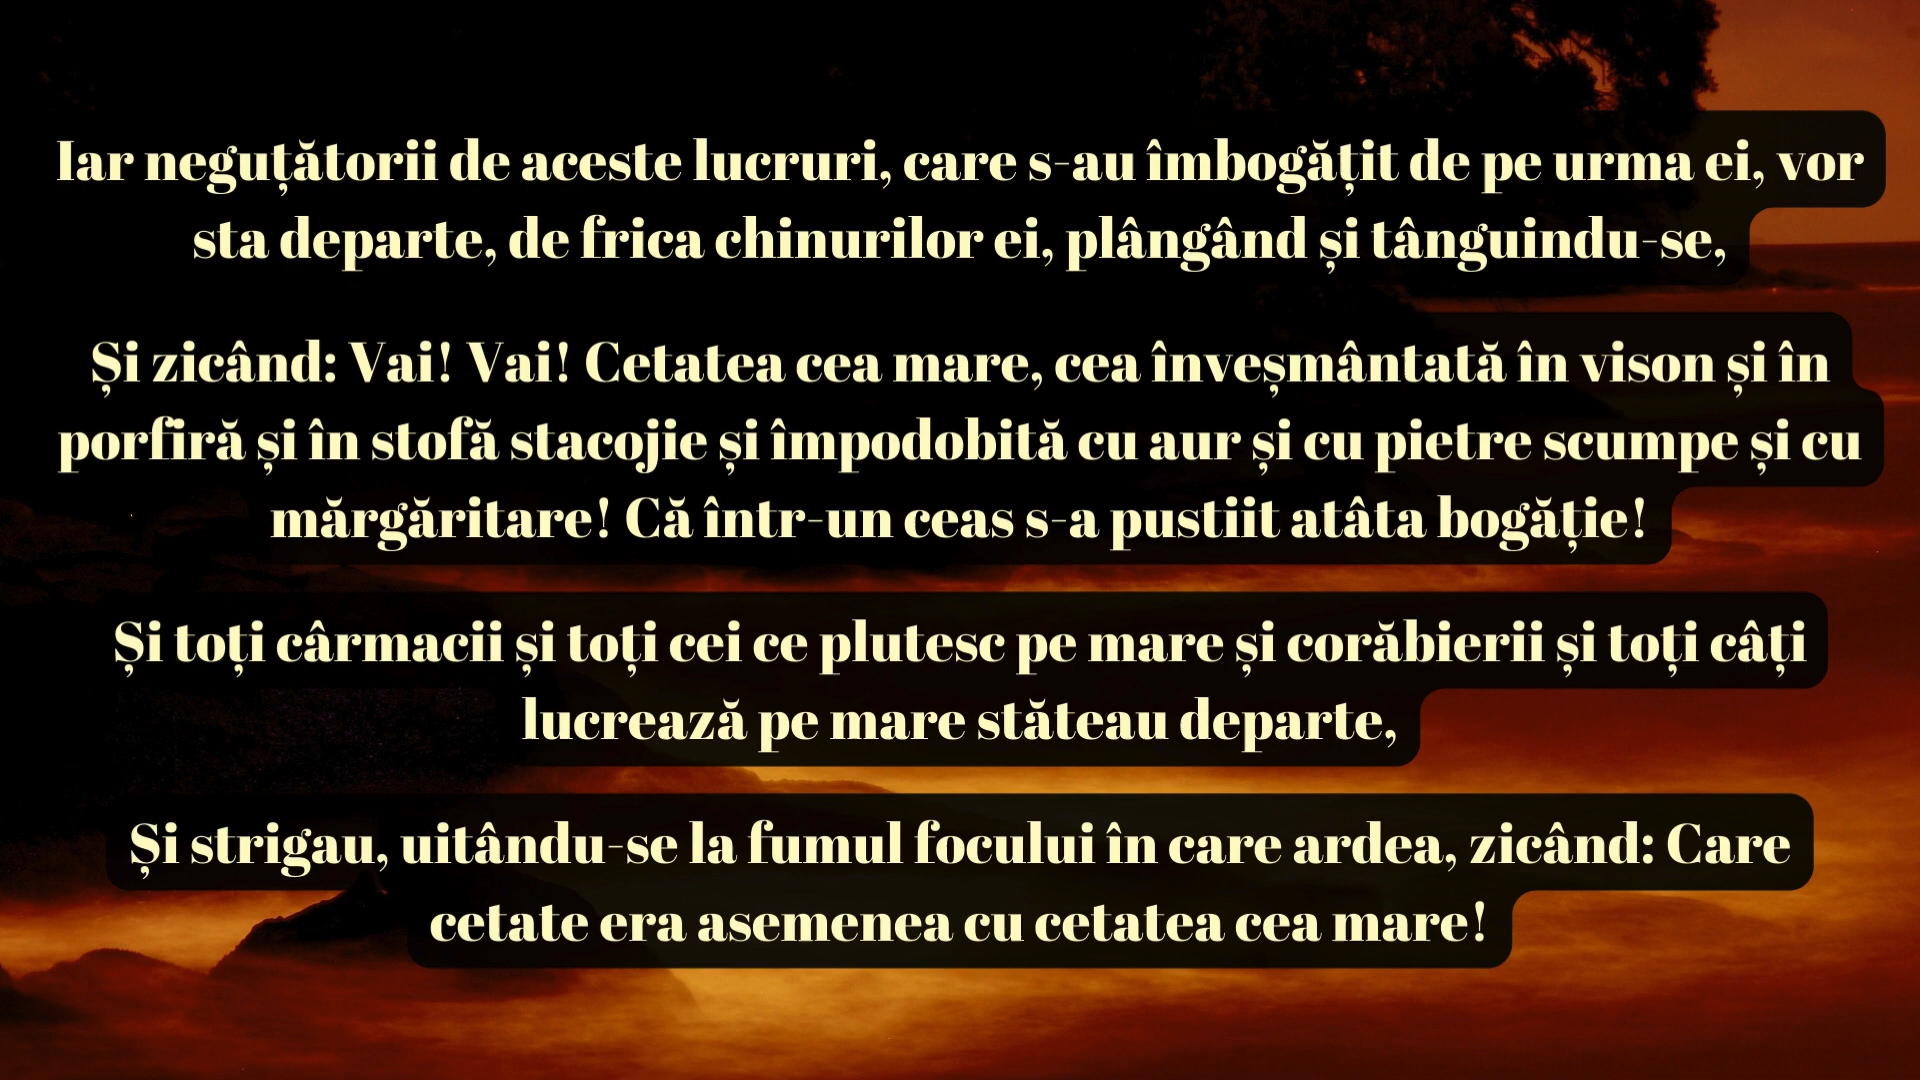 Iar neguțătorii de aceste lucruri, care s-au îmbogățit de pe urma ei, vor
sta departe, de frica chinurilor ei, plângând și tânguindu-se,
Și zicând: Vai! Vai! Cetatea cea mare, cea înveșmântată în vison și în
porfiră și în stofă stacojie și împodobită cu aur și cu pietre scumpe și cu
mărgăritare! Că într-un ceas s-a pustiit atâta bogăție!
Și toți cârmacii și toți cei ce plutesc pe mare și corăbierii și toți câți
lucrează pe mare stăteau departe,
Și strigau, uitându-se la fumul focului în care ardea, zicând: Care
cetate era asemenea cu cetatea cea mare!